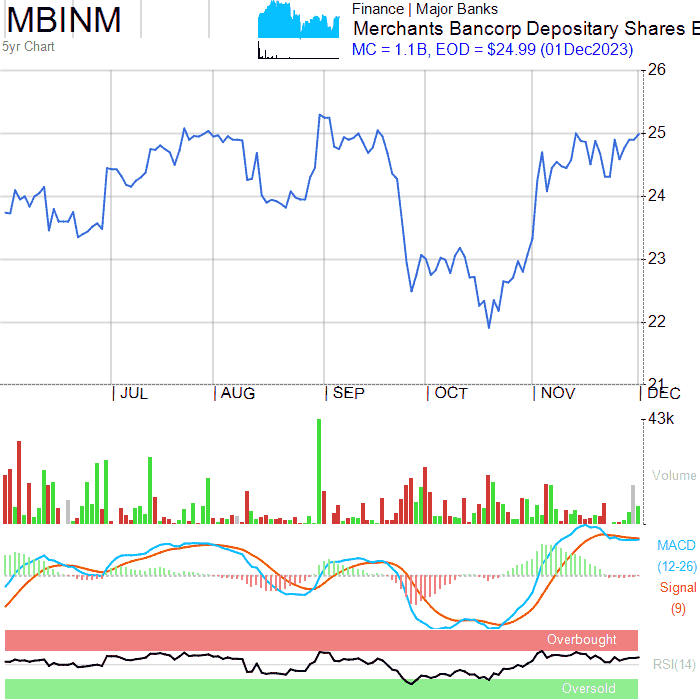 MBINM
5yr Chart
Finance | Major Banks
Merchants Bancorp Depositary Shares E
MC = 1.1B, EOD = $24.99 (01Dec2023)
26
25
24
23
22
21
JUL AUG SEP OCT NOV DEC
43k
Volume
MACD
(12-26)
Signal
(9)
Overbought
RSI(14)
Oversold